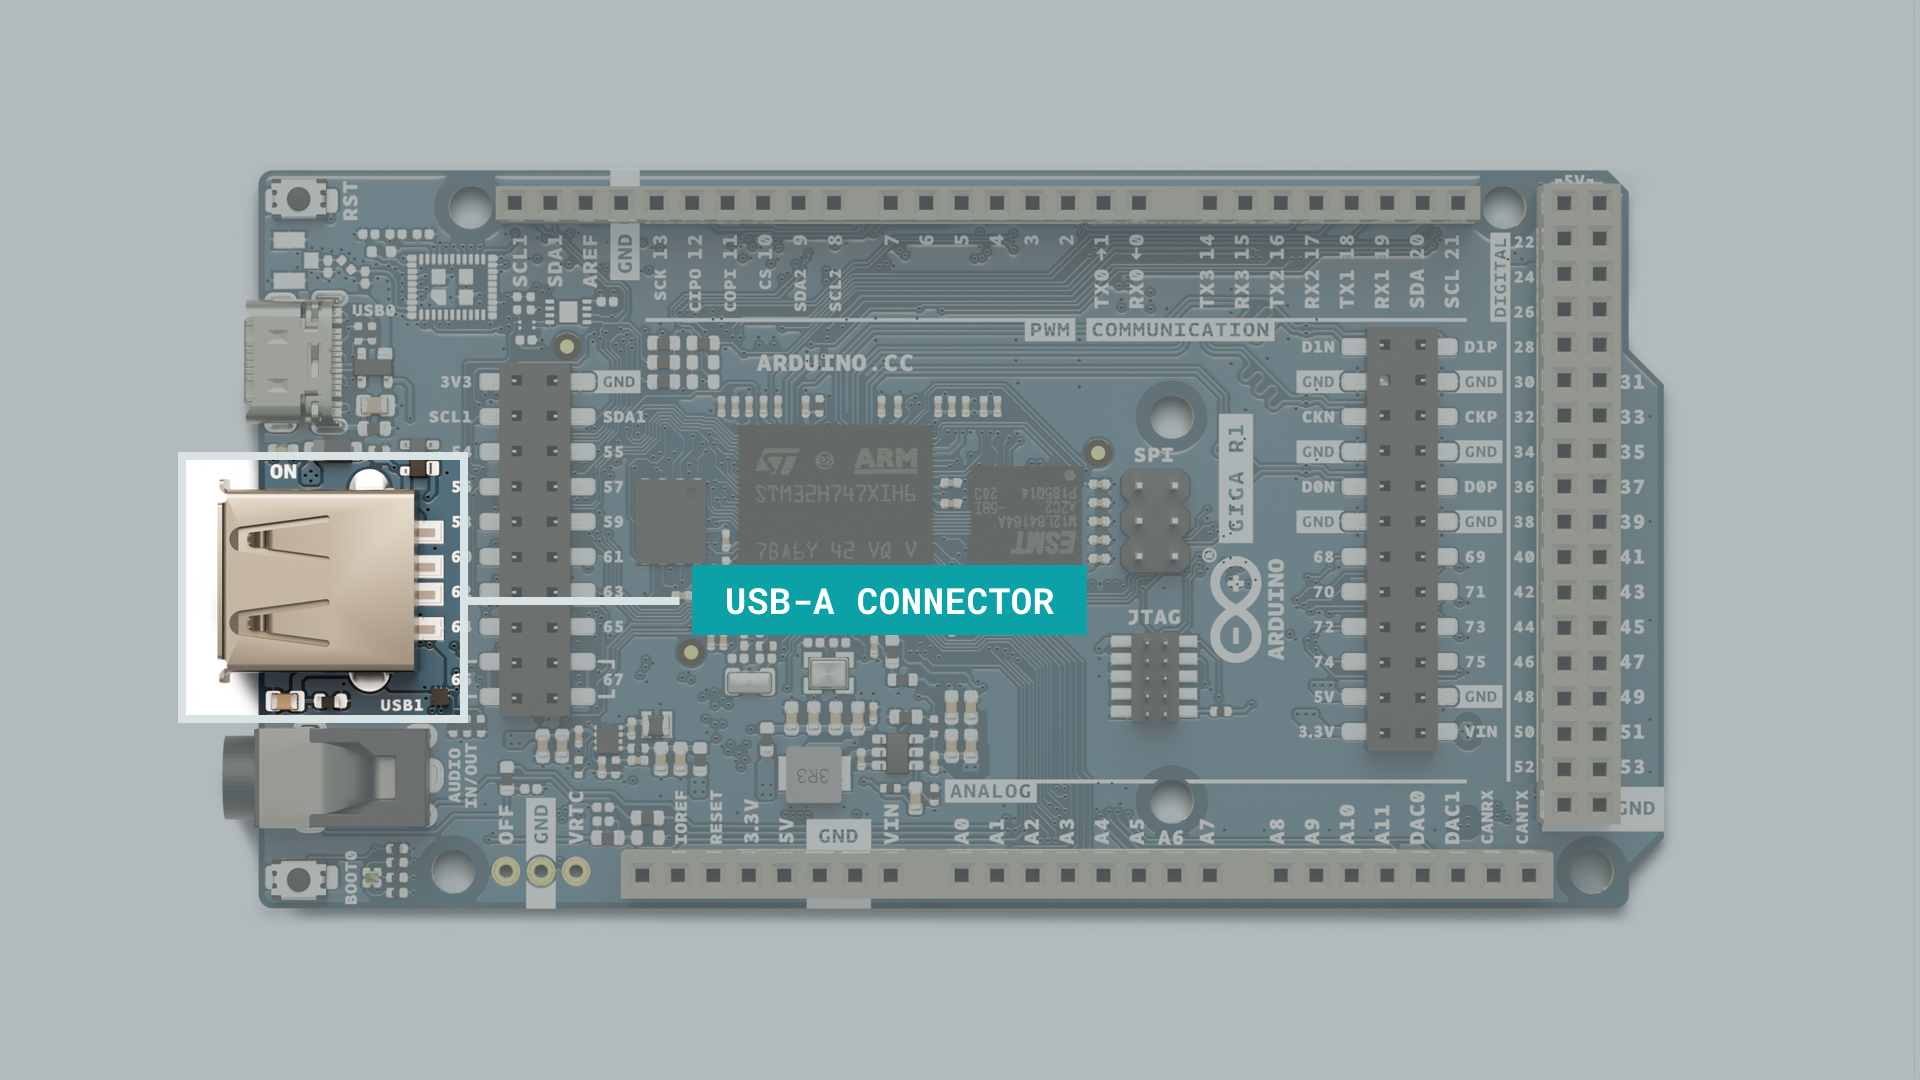 RST
5V
SCL1
SDA1
AREF
GND
SCK 13
CIPO 12
COPI 11
CS 10
SDA2 9
SCL2 8
7
6
5
4
3
2
TX0 →1
RX0 ←0
TX3 14
RX3 15
TX2 16
RX2 17
TX1 18
RX1 19
SDA 20
SCL 21
DIGITAL
22
24
26
28
30 31
32 33
34 35
36 37
38 39
40 41
42 43
44 45
46 47
48 49
50 51
52 53
GND
USB0
PWM COMMUNICATION
ARDUINO.CC
3V3 GND
SCL1 SDA1
55
57
59
61
63
65
67
D1N D1P
GND GND
CKN CKP
GND GND
D0N D0P
GND GND
68 69
70 71
72 73
74 75
5V GND
3.3V VIN
ARM
STM32H747XIH6
7BA6Y 42 VQ V
ESMT
M12L64164A
SPI
GIGA R1
®
ARDUINO
JTAG
ON
USB-A CONNECTOR
USB1
AUDIO
IN/OUT
3R3
ANALOG
BOOT0
OFF
GND
VRTC
IOREF
RESET
3.3V
5V
GND
VIN
A0
A1
A2
A3
A4
A5
A6
A7
A8
A9
A10
A11
DAC0
DAC1
CANRX
CANTX